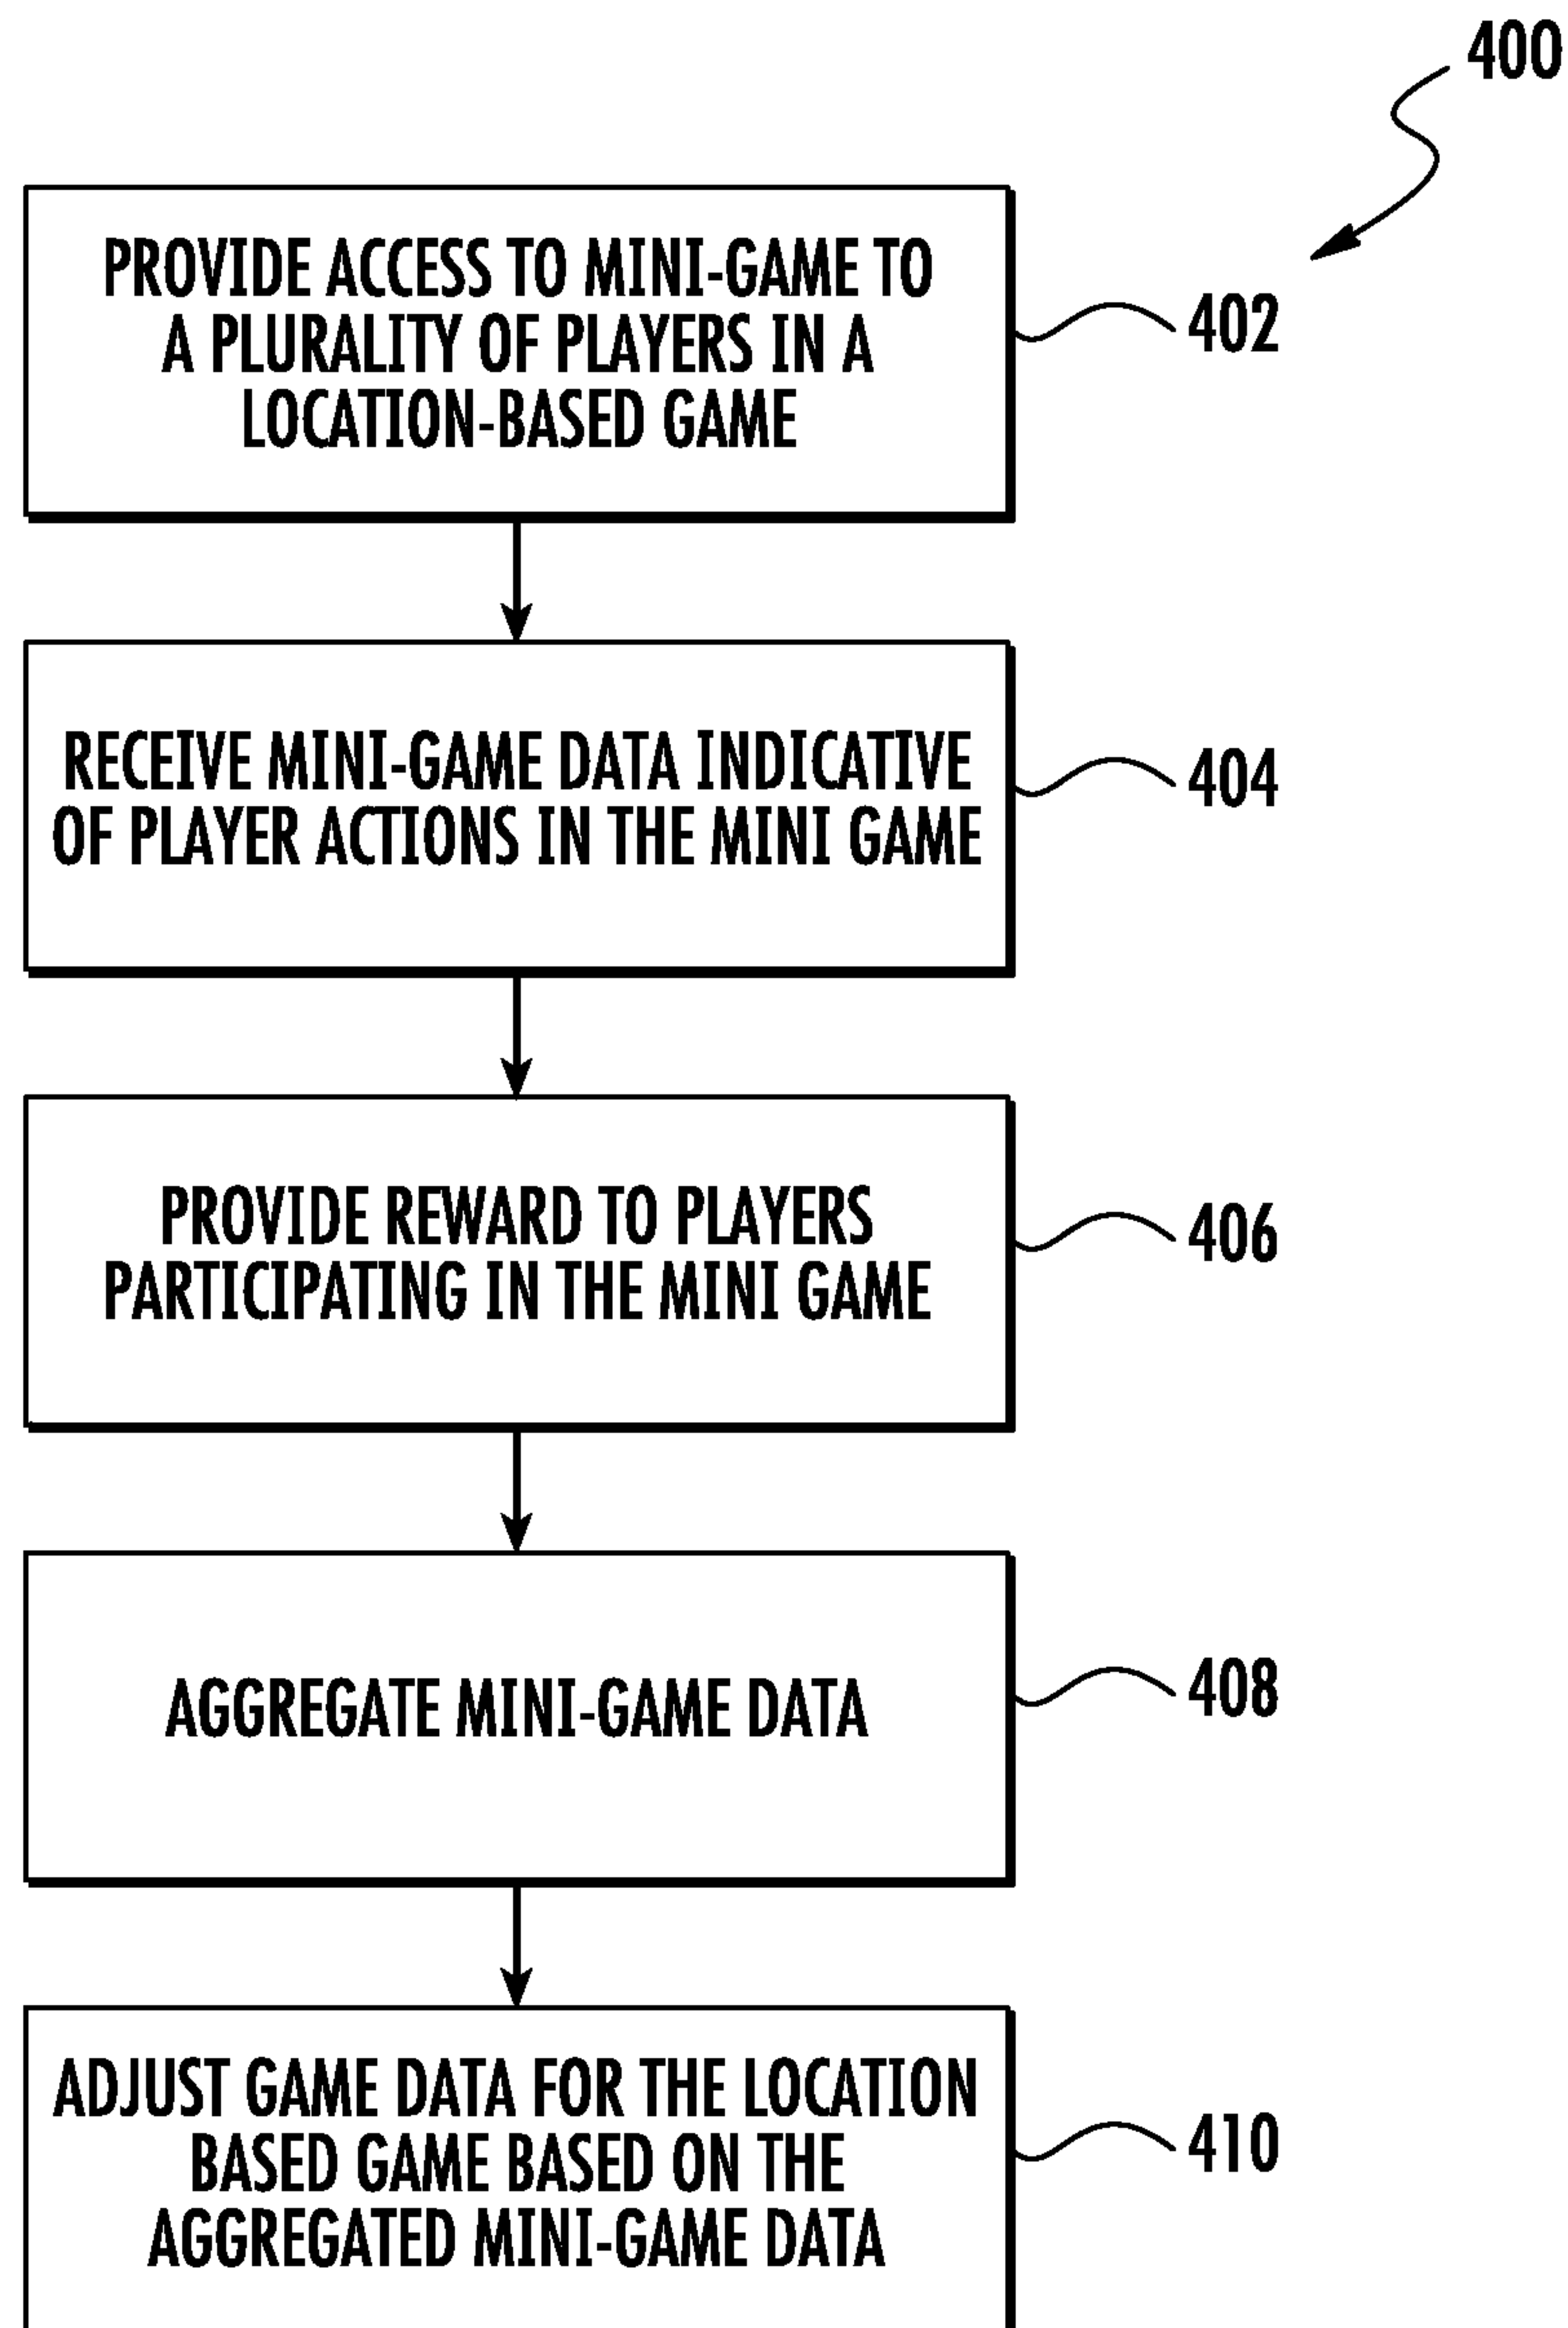 400
PROVIDE ACCESS TO MINI-GAME TO
A PLURALITY OF PLAYERS IN A
LOCATION-BASED GAME
402
RECEIVE MINI-GAME DATA INDICATIVE
OF PLAYER ACTIONS IN THE MINI GAME
404
PROVIDE REWARD TO PLAYERS
PARTICIPATING IN THE MINI GAME
406
AGGREGATE MINI-GAME DATA
408
ADJUST GAME DATA FOR THE LOCATION
BASED GAME BASED ON THE
AGGREGATED MINI-GAME DATA
410